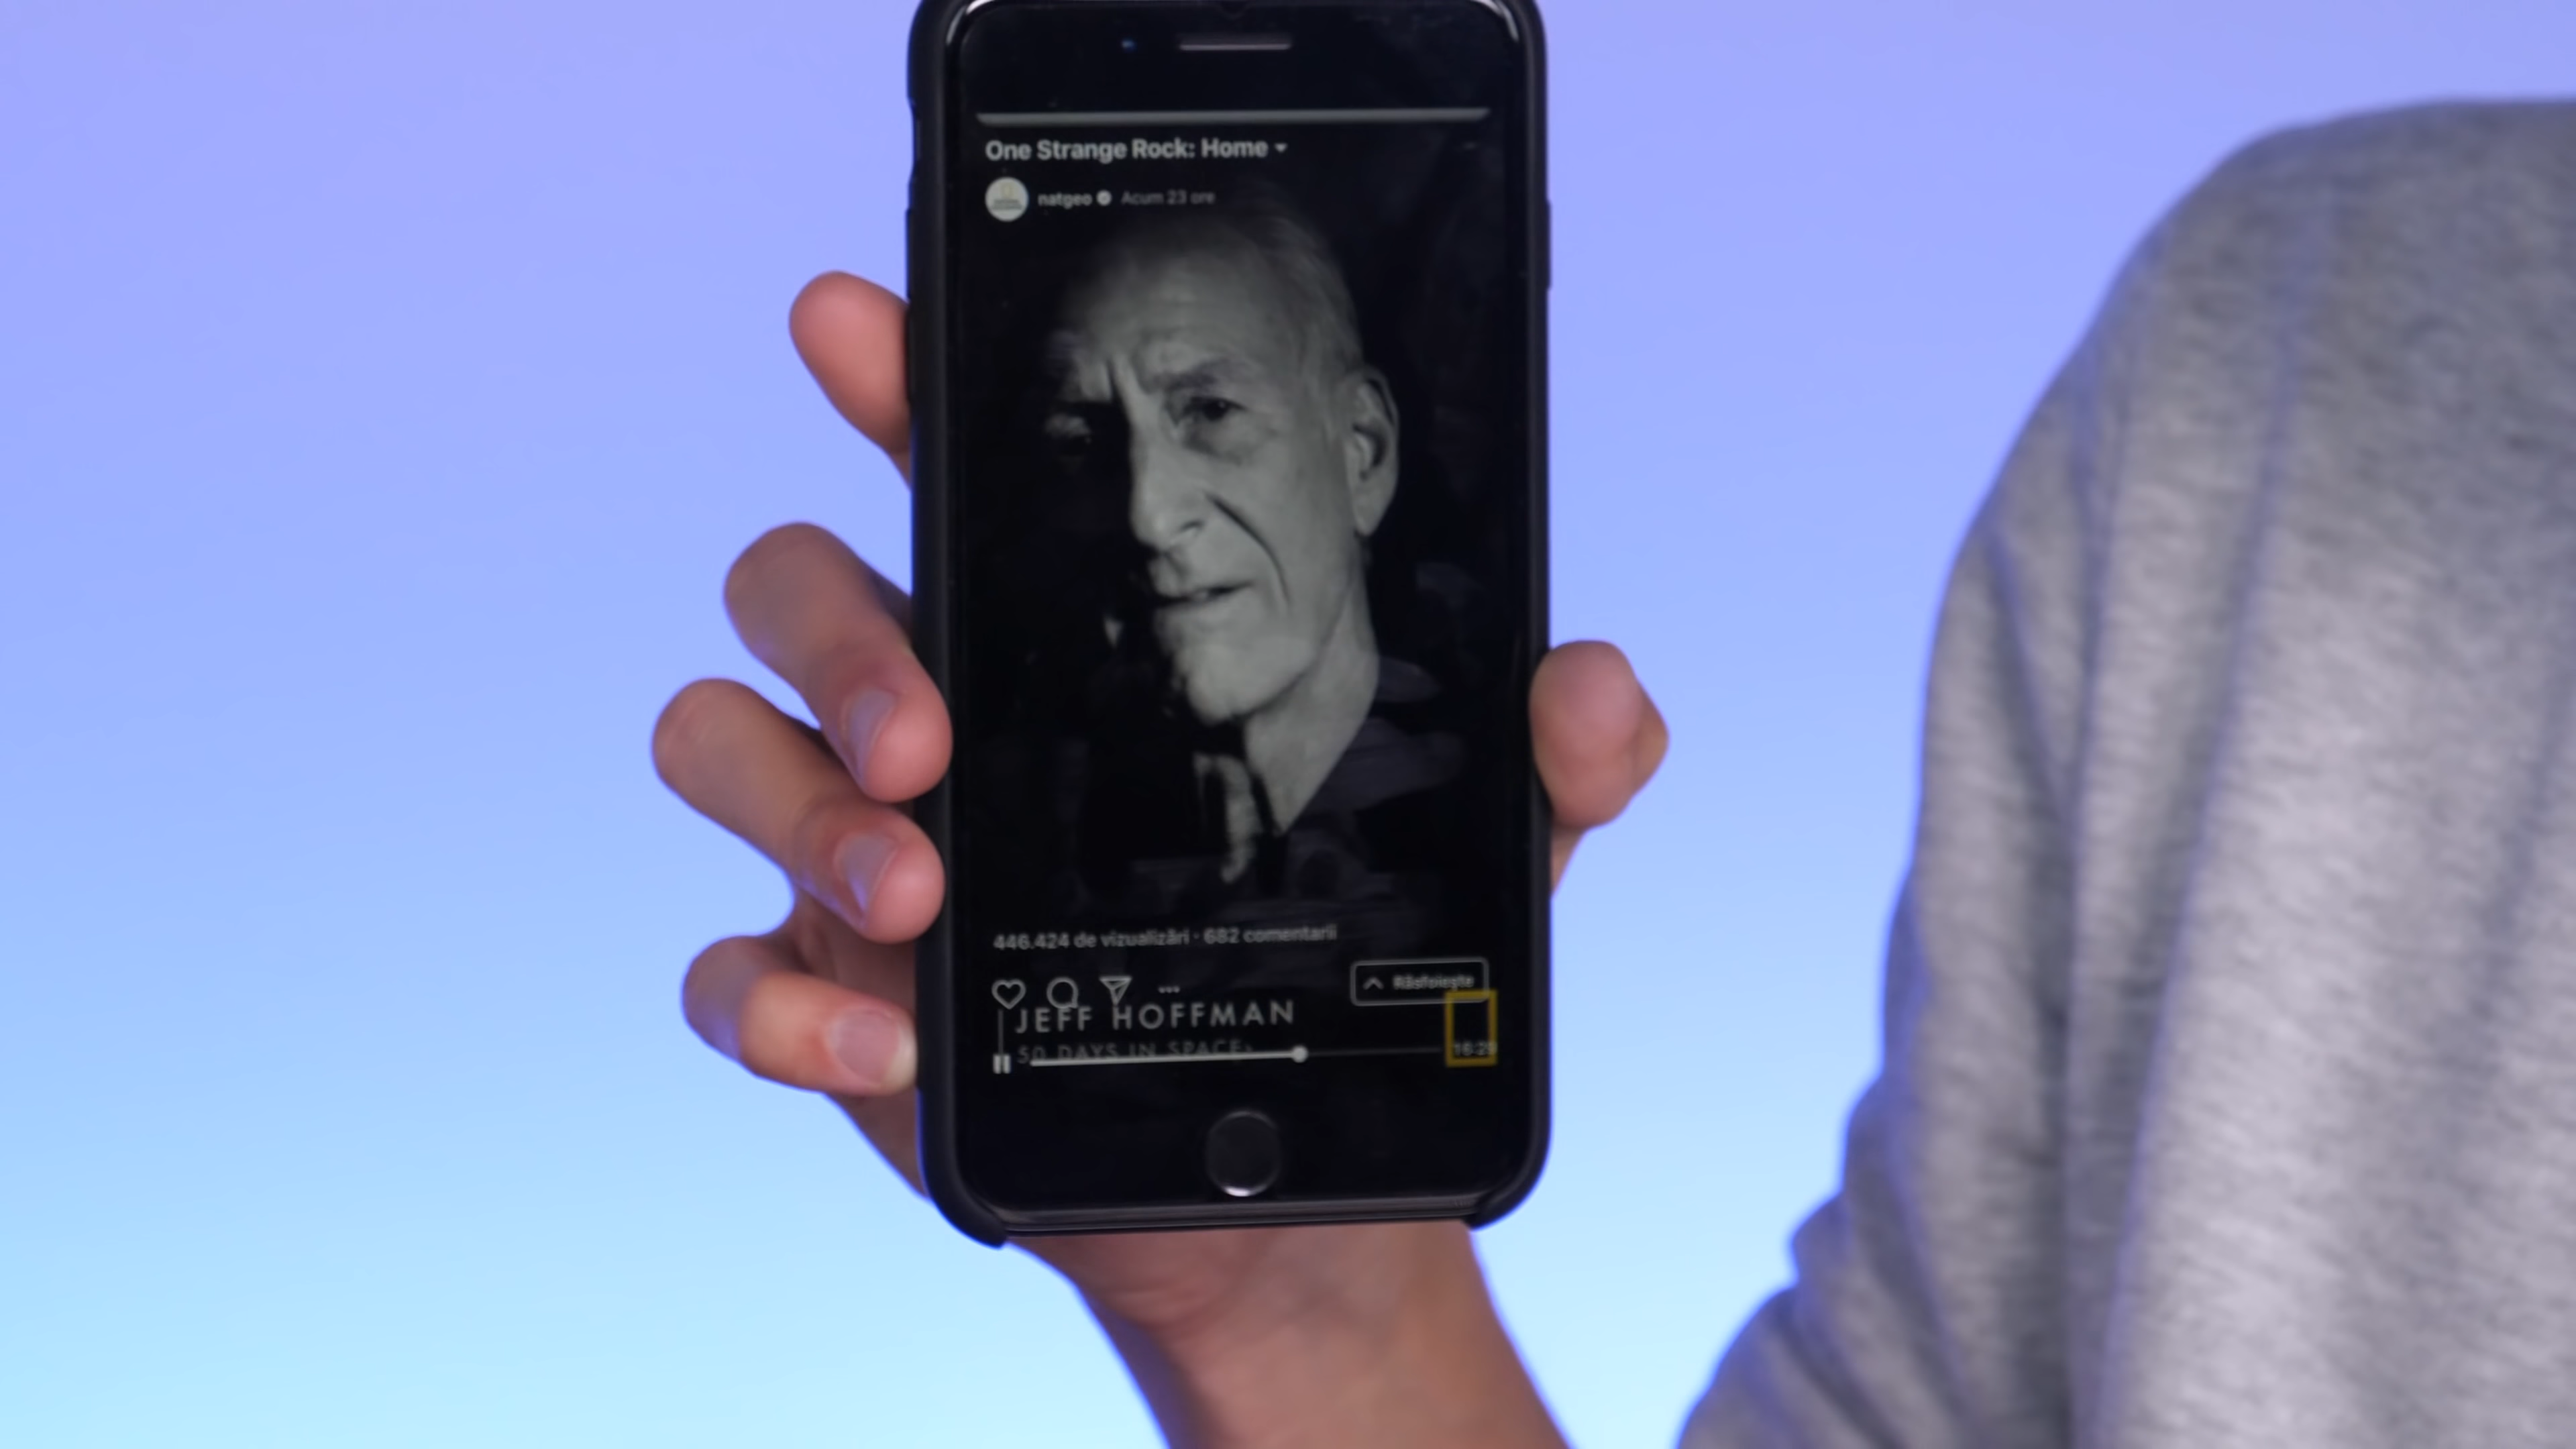 One Strange Rock: Home
natgeo Acum 23 ore
446.424 de vizualizări · 682 comentarii
Răsfoiește
JEFF HOFFMAN
50 DAYS IN SPACE